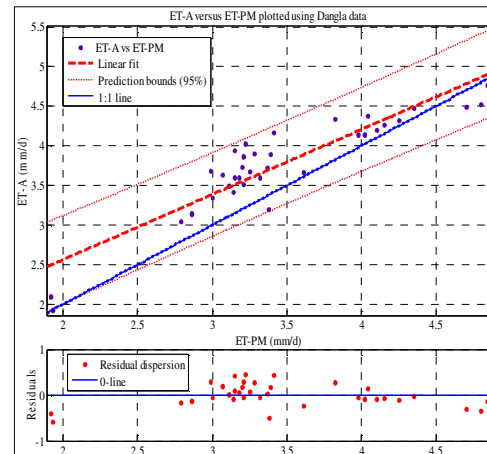 ET-A versus ET-PM plotted using Dangla data
5.5
5
4.5
4
3.5
3
2.5
2
ET-A (mm/d)
ET-A vs ET-PM
Linear fit
Prediction bounds (95%)
1:1 line
2
2.5
3
3.5
4
4.5
ET-PM (mm/d)
1
0
-1
Residuals
Residual dispersion
0-line
2
2.5
3
3.5
4
4.5